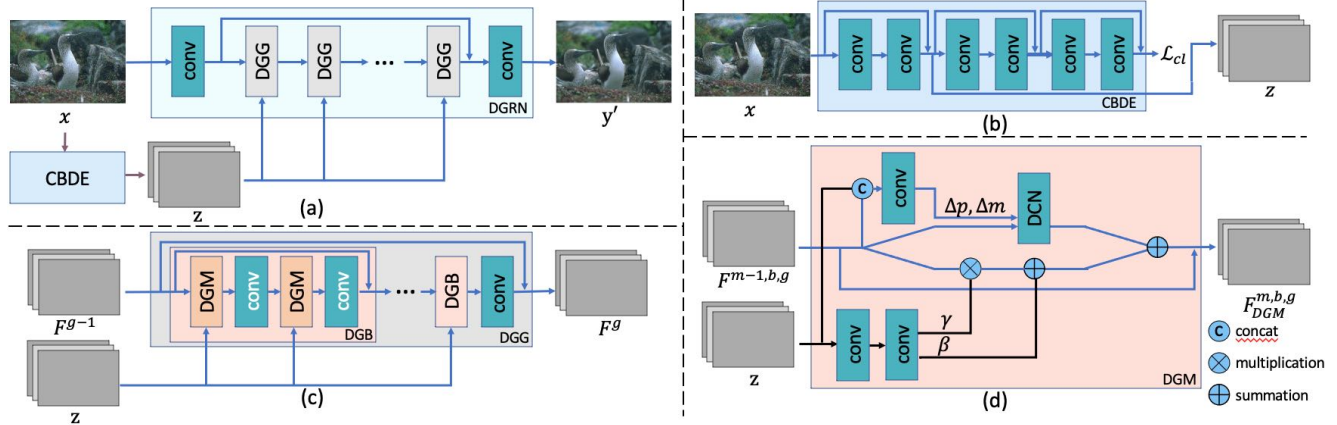 conv
DGG
DGG
...
DGG
conv
DGRN
x
y′
CBDE
z
(a)
conv
conv
conv
conv
conv
conv
ℒ_cl
CBDE
x
z
(b)
DGM
conv
DGM
conv
DGB
...
DGB
conv
DGG
F^{g−1}
F^g
z
(c)
C
conv
Δp, Δm
DCN
F^{m−1,b,g}
F_{DGM}^{m,b,g}
conv
conv
γ
β
z
DGM
(d)
C concat
multiplication
summation